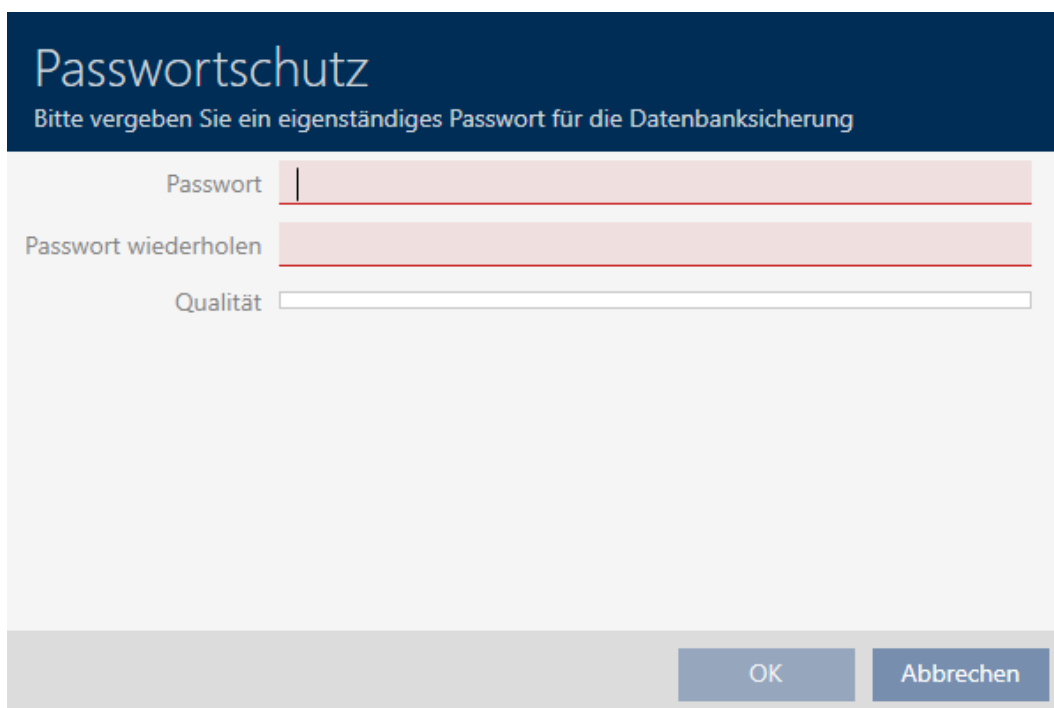 Passwortschutz
Bitte vergeben Sie ein eigenständiges Passwort für die Datenbanksicherung
Passwort
Passwort wiederholen
Qualität
OK
Abbrechen